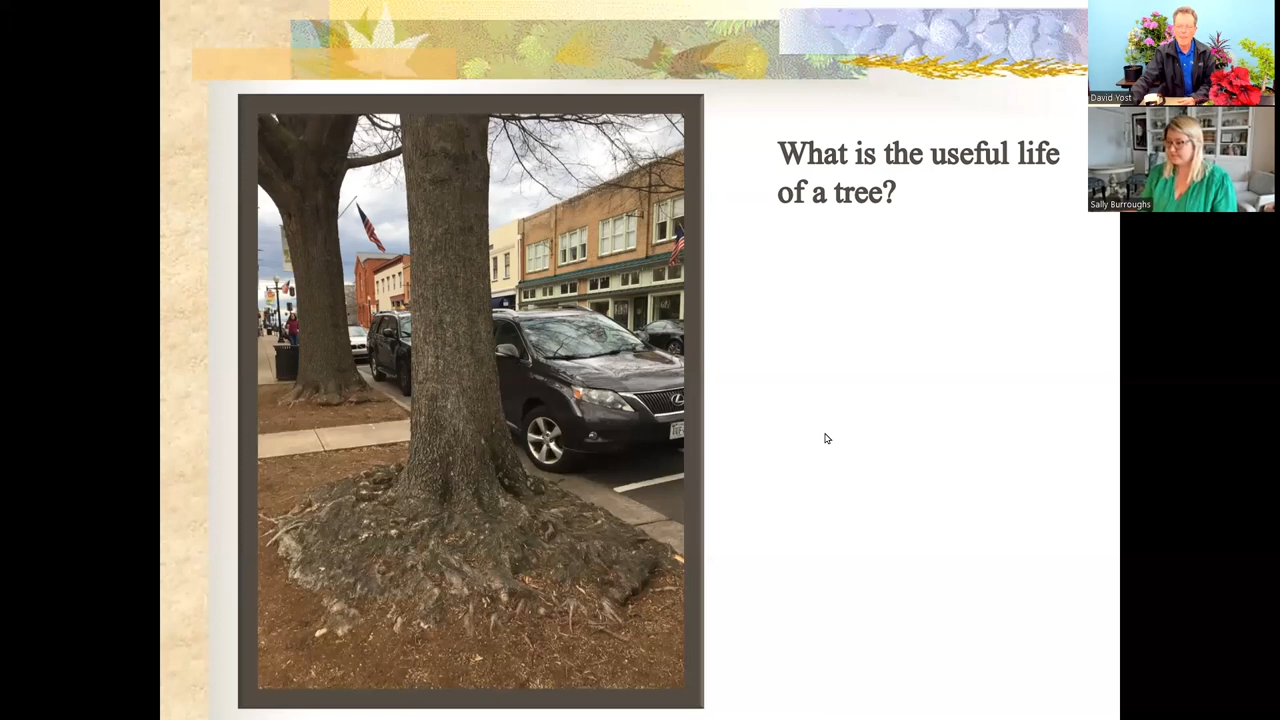 What is the useful life
of a tree?
David Yost
Sally Burroughs